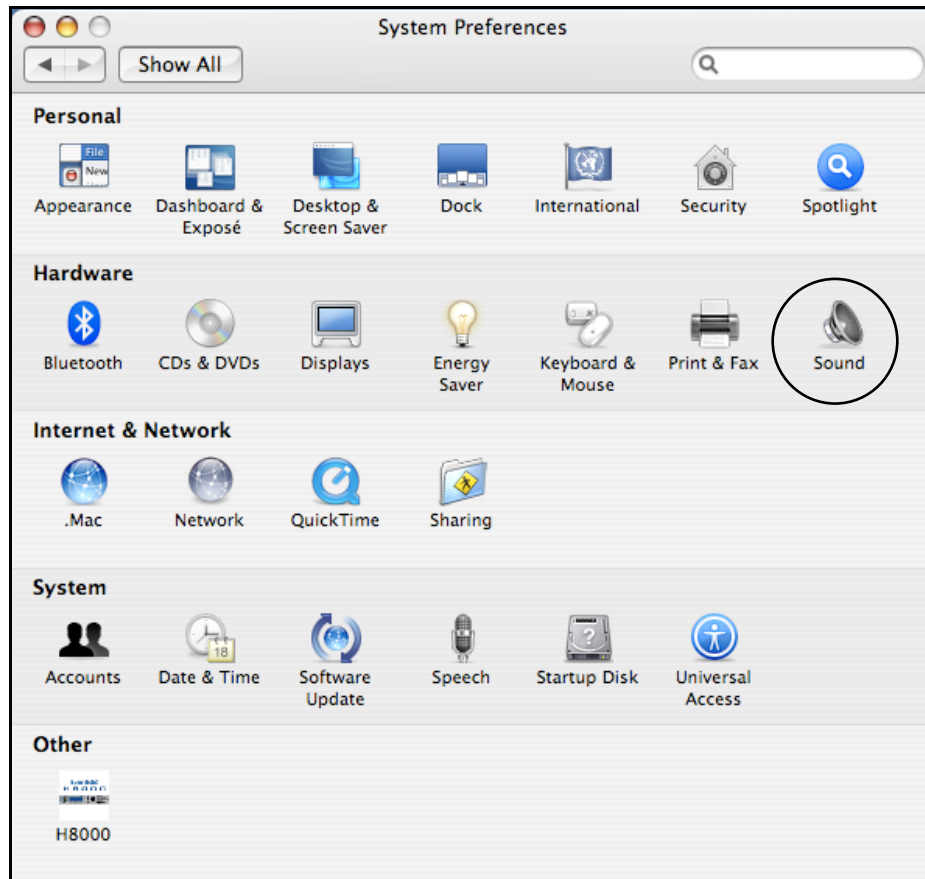 System Preferences
Show All
Personal
File
New
Appearance
Dashboard & Exposé
Desktop & Screen Saver
Dock
International
Security
Spotlight
Hardware
Bluetooth
CDs & DVDs
Displays
Energy Saver
Keyboard & Mouse
Print & Fax
Sound
Internet & Network
.Mac
Network
QuickTime
Sharing
System
18
?
Accounts
Date & Time
Software Update
Speech
Startup Disk
Universal Access
Other
H8000
H8000